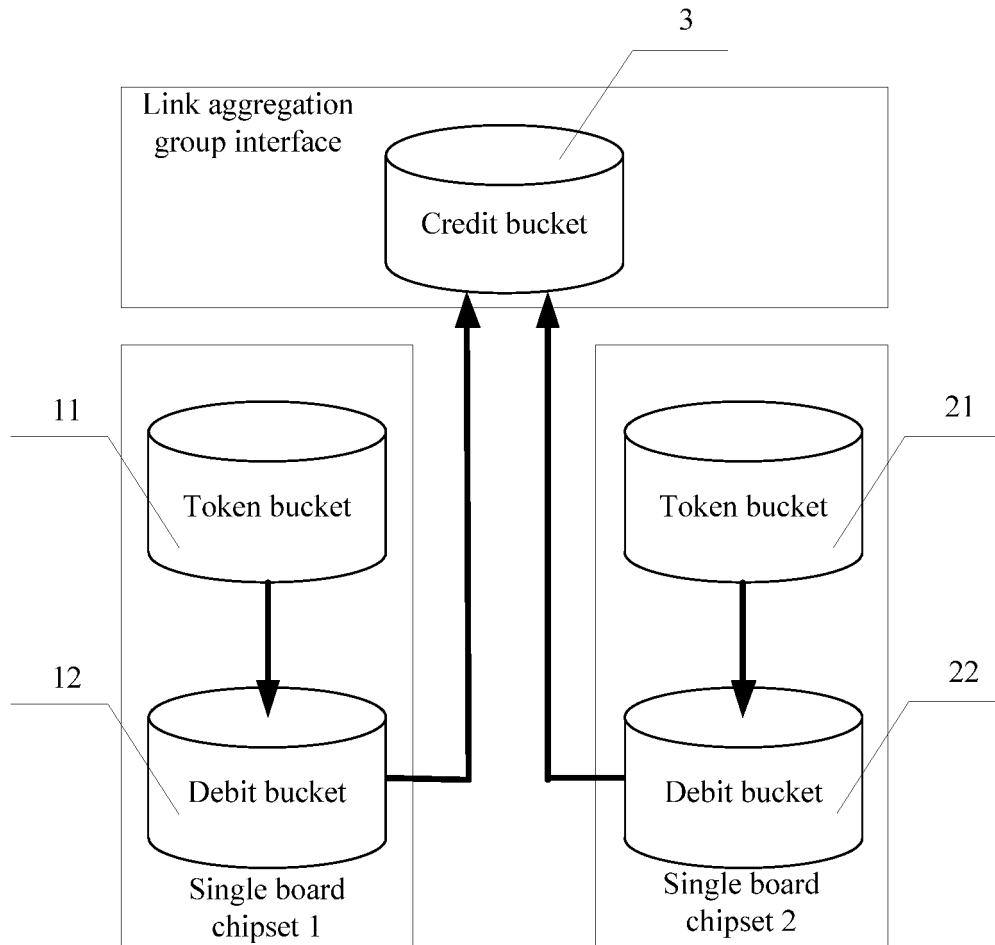 3
Link aggregation
group interface
Credit bucket
11
21
Token bucket
Token bucket
12
22
Debit bucket
Debit bucket
Single board
chipset 1
Single board
chipset 2